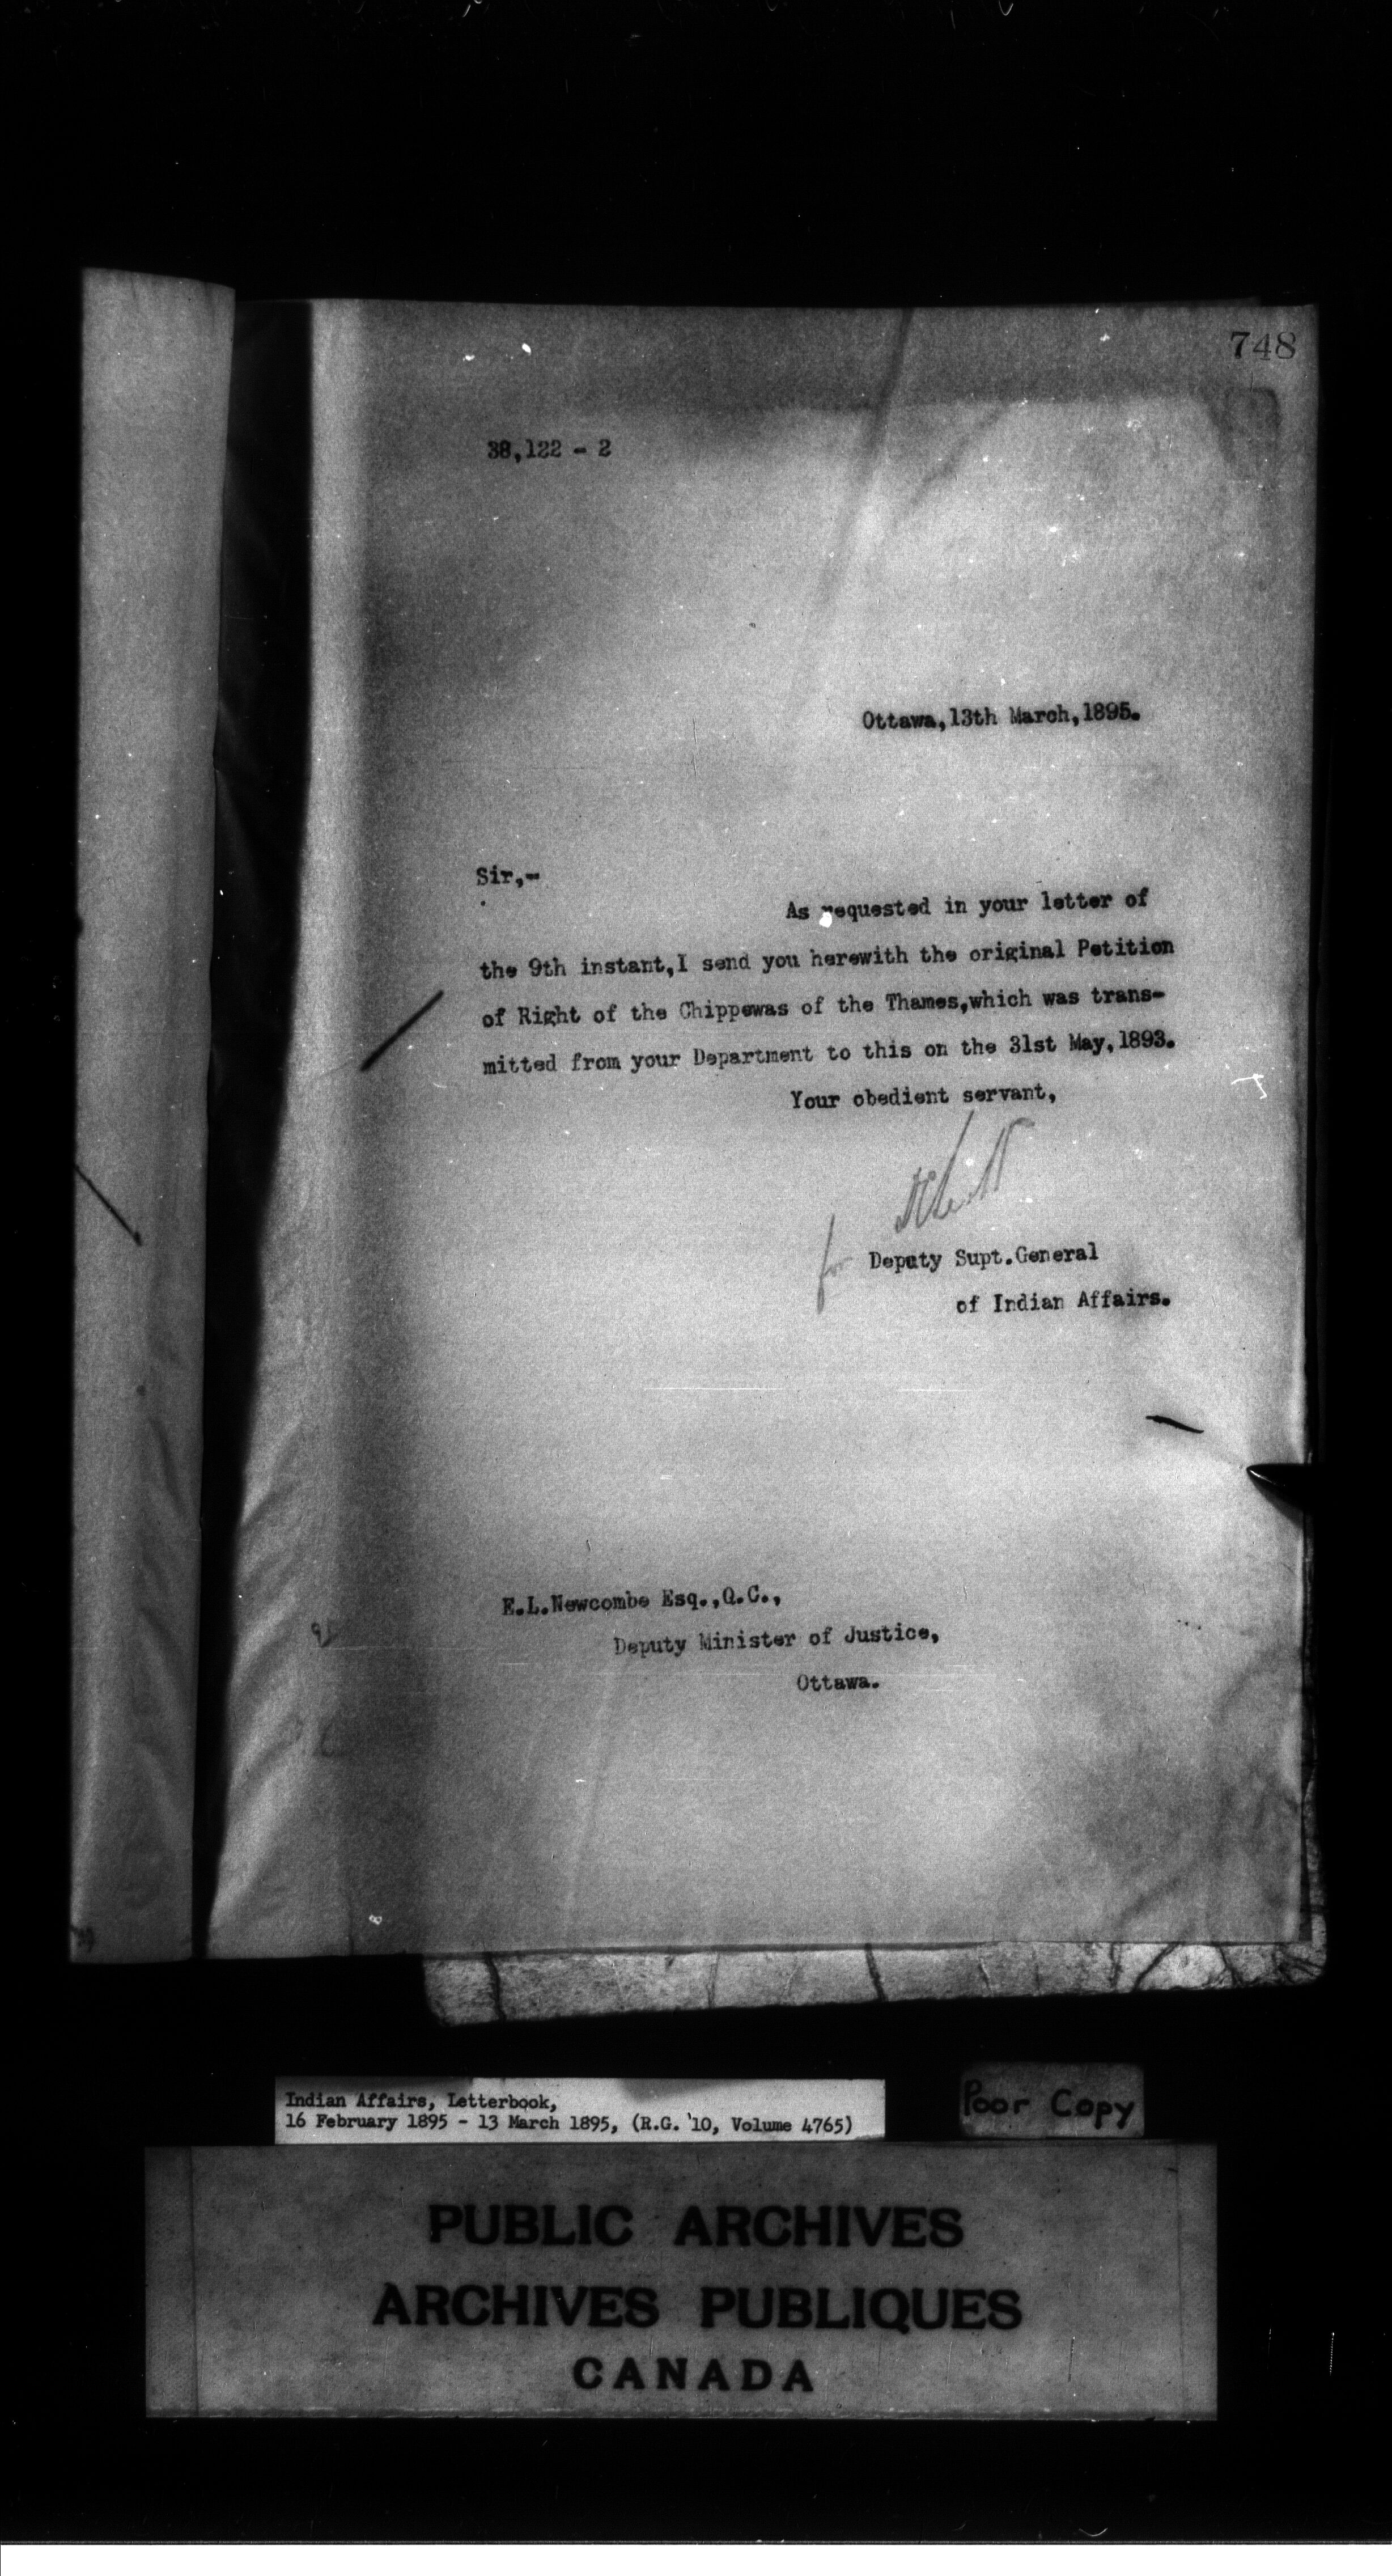 748
38,122 - 2
Ottawa,13th March,1895.
Sir,-
As requested in your letter of
the 9th instant,I send you herewith the original Petition
of Right of the Chippewas of the Thames,which was trans-
mitted from your Department to this on the 31st May,1893.
Your obedient servant,
for
Deputy Supt.General
of Indian Affairs.
E.L.Newcombe Esq.,Q.C.,
Deputy Minister of Justice,
Ottawa.
Indian Affairs, Letterbook,
16 February 1895 - 13 March 1895, (R.G. 10, Volume 4765)
Poor Copy
PUBLIC ARCHIVES
ARCHIVES PUBLIQUES
CANADA